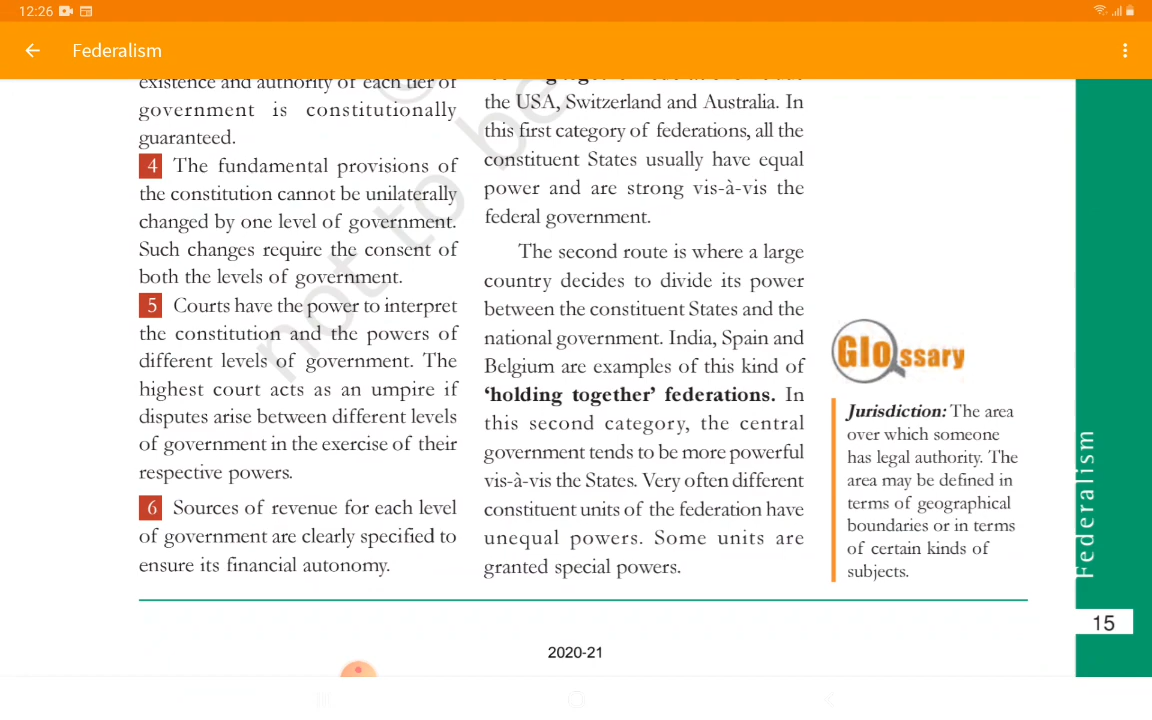 12:26
Federalism
existence and authority of each tier of
government is constitutionally
guaranteed.
4 The fundamental provisions of
the constitution cannot be unilaterally
changed by one level of government.
Such changes require the consent of
both the levels of government.
5 Courts have the power to interpret
the constitution and the powers of
different levels of government. The
highest court acts as an umpire if
disputes arise between different levels
of government in the exercise of their
respective powers.
6 Sources of revenue for each level
of government are clearly specified to
ensure its financial autonomy.
the USA, Switzerland and Australia. In
this first category of federations, all the
constituent States usually have equal
power and are strong vis-à-vis the
federal government.
The second route is where a large
country decides to divide its power
between the constituent States and the
national government. India, Spain and
Belgium are examples of this kind of
‘holding together’ federations. In
this second category, the central
government tends to be more powerful
vis-à-vis the States. Very often different
constituent units of the federation have
unequal powers. Some units are
granted special powers.
Glossary
Jurisdiction: The area
over which someone
has legal authority. The
area may be defined in
terms of geographical
boundaries or in terms
of certain kinds of
subjects.
Federalism
15
2020-21
not to be